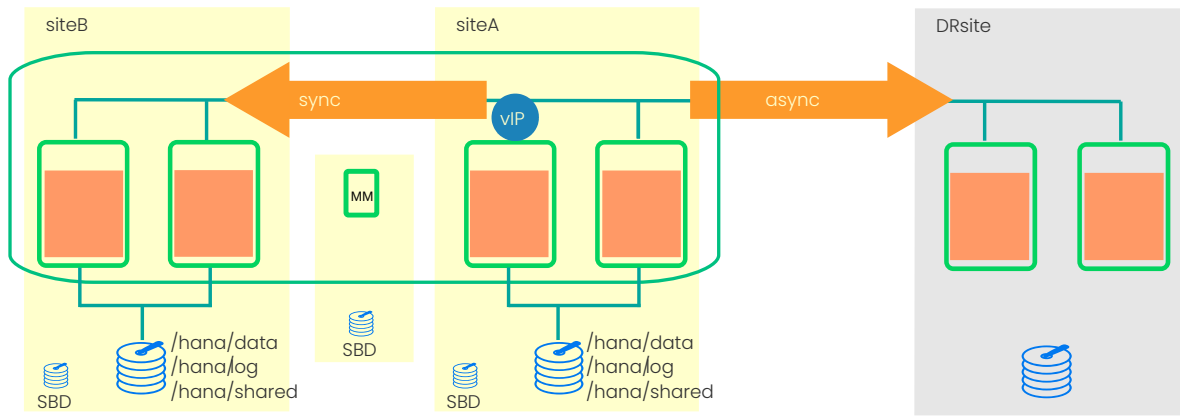 siteB
siteA
DRsite
sync
async
vIP
MM
/hana/data
/hana/log
/hana/shared
SBD
SBD
/hana/data
/hana/log
/hana/shared
SBD